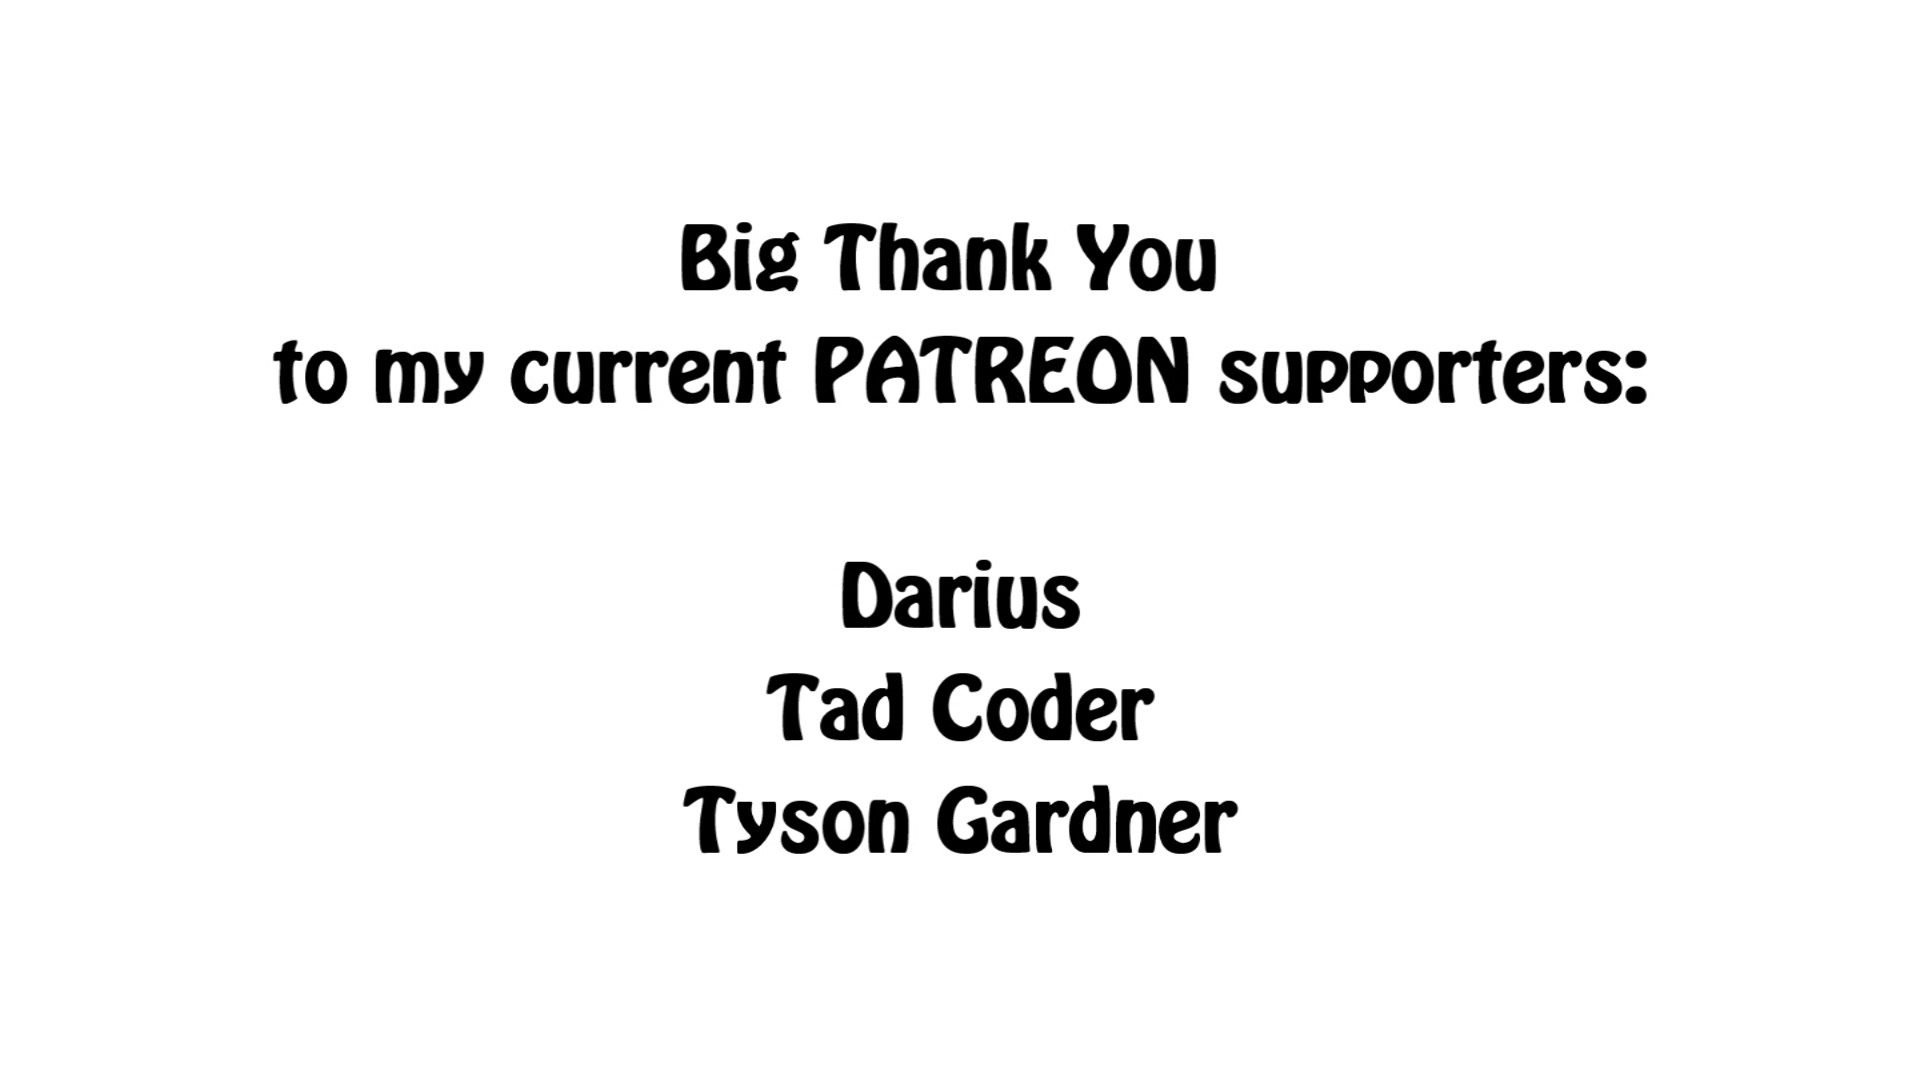 Big Thank You
to my current PATREON supporters:
Darius
Tad Coder
Tyson Gardner